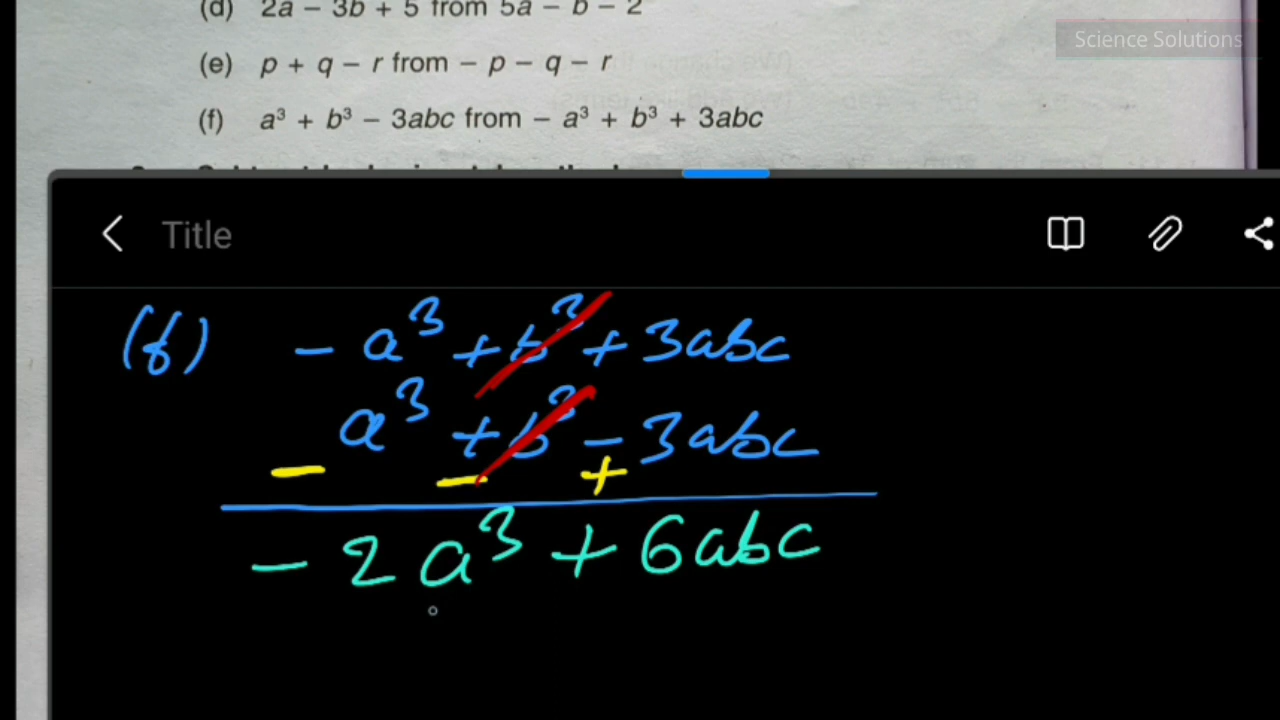 (d) 2a − 3b + 5 from 5a − b − 2
Science Solutions
(e) p + q − r from − p − q − r
(f) a³ + b³ − 3abc from − a³ + b³ + 3abc
Title
(f) − a³ + b³ + 3abc
a³ + b³ − 3abc
− − +
− 2a³ + 6abc